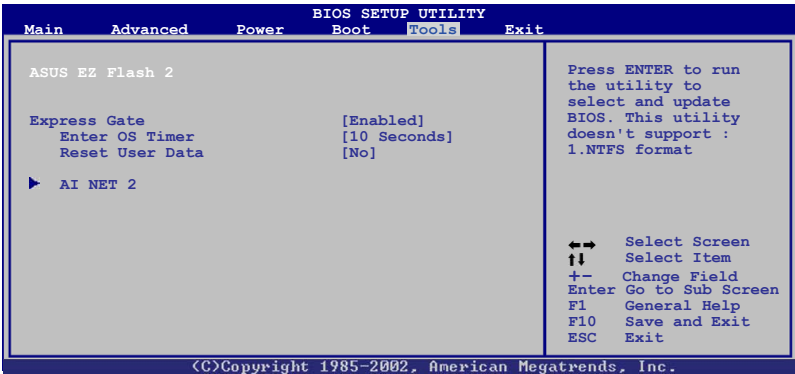 BIOS SETUP UTILITY
Main Advanced Power Boot Tools Exit
ASUS EZ Flash 2
Express Gate [Enabled]
Enter OS Timer [10 Seconds]
Reset User Data [No]
AI NET 2
Press ENTER to run
the utility to
select and update
BIOS. This utility
doesn't support :
1.NTFS format
←→ Select Screen
↑↓ Select Item
+- Change Field
Enter Go to Sub Screen
F1 General Help
F10 Save and Exit
ESC Exit
(C)Copyright 1985-2002, American Megatrends, Inc.